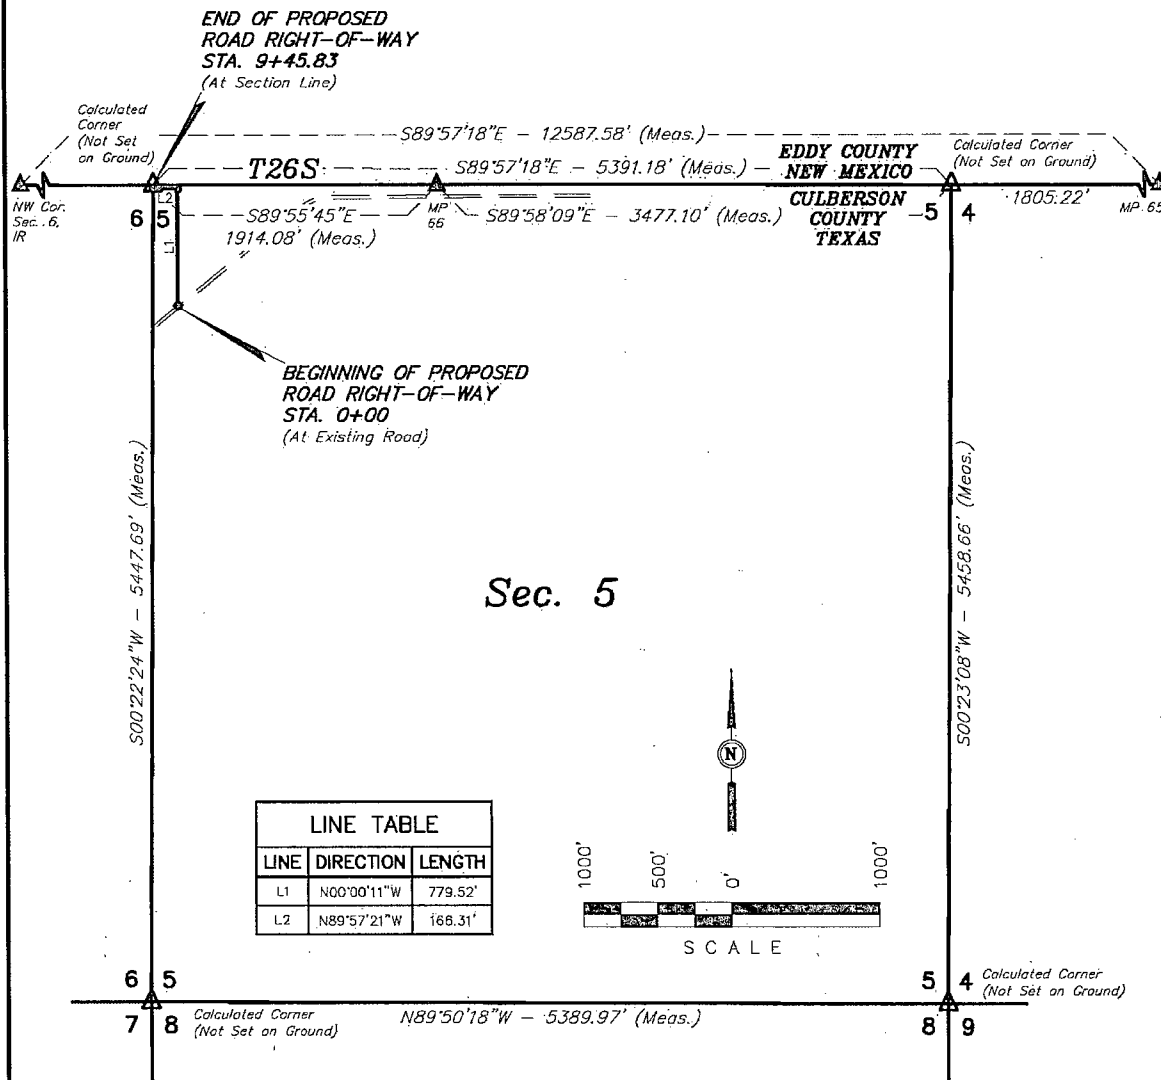 END OF PROPOSED
ROAD RIGHT-OF-WAY
STA. 9+45.83
(At Section Line)
Calculated
Corner
(Not Set
on Ground)
S89°57'18"E - 12587.58' (Meas.)
T26S
S89°57'18"E - 5391.18' (Meas.)
EDDY COUNTY
NEW MEXICO
Calculated Corner
(Not Set on Ground)
NW Cor.
Sec. 6,
IR
6 5
L2
L1
S89°55'45"E
1914.08' (Meas.)
MP
66
S89°58'09"E - 3477.10' (Meas.)
CULBERSON
COUNTY
TEXAS
5 4
1805.22'
MP 65
BEGINNING OF PROPOSED
ROAD RIGHT-OF-WAY
STA. 0+00
(At Existing Road)
S00°22'24"W - 5447.69' (Meas.)
S00°23'08"W - 5458.66' (Meas.)
Sec. 5
N
LINE TABLE
LINE DIRECTION LENGTH
L1 N00°00'11"W 779.52'
L2 N89°57'21"W 166.31'
1000' 500' 0' 1000'
SCALE
6 5
7 8
Calculated Corner
(Not Set on Ground)
N89°50'18"W - 5389.97' (Meas.)
5 4
8 9
Calculated Corner
(Not Set on Ground)